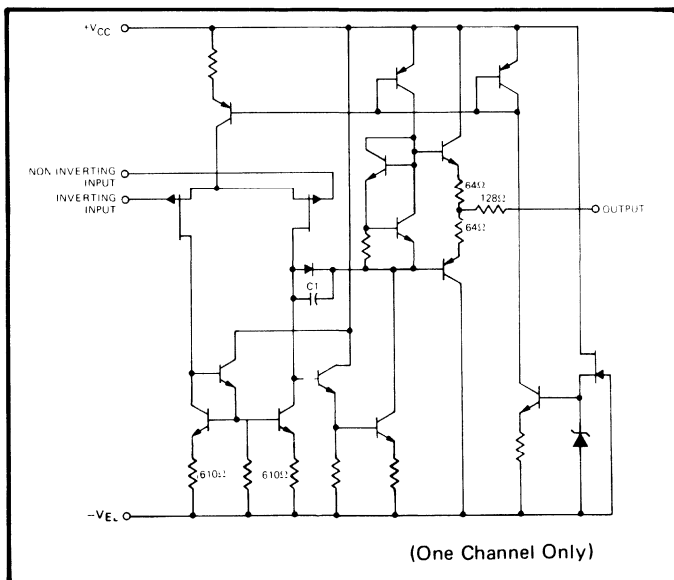 +VCC
NON INVERTING
INPUT
INVERTING
INPUT
64Ω
128Ω
OUTPUT
64Ω
C1
610Ω
610Ω
(One Channel Only)